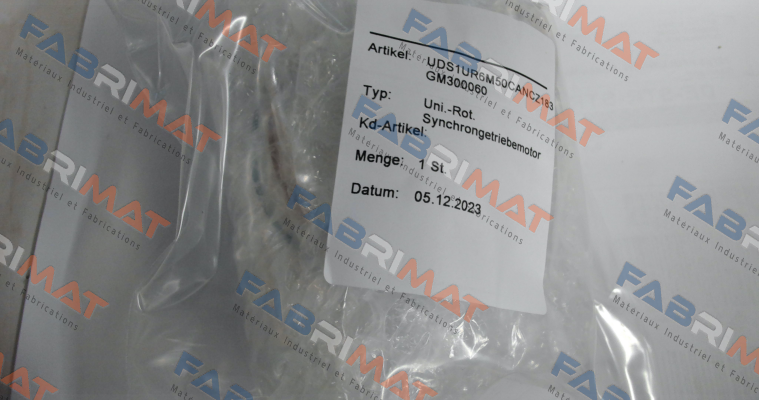 Artikel: UDS1UR6M50CANCZ183
GM300060
Typ: Uni.-Rot.
Synchrongetriebemotor
Kd-Artikel:
Menge: 1 St.
Datum: 05.12.2023
FABRIMAT
Matériaux Industriel et Fabrications